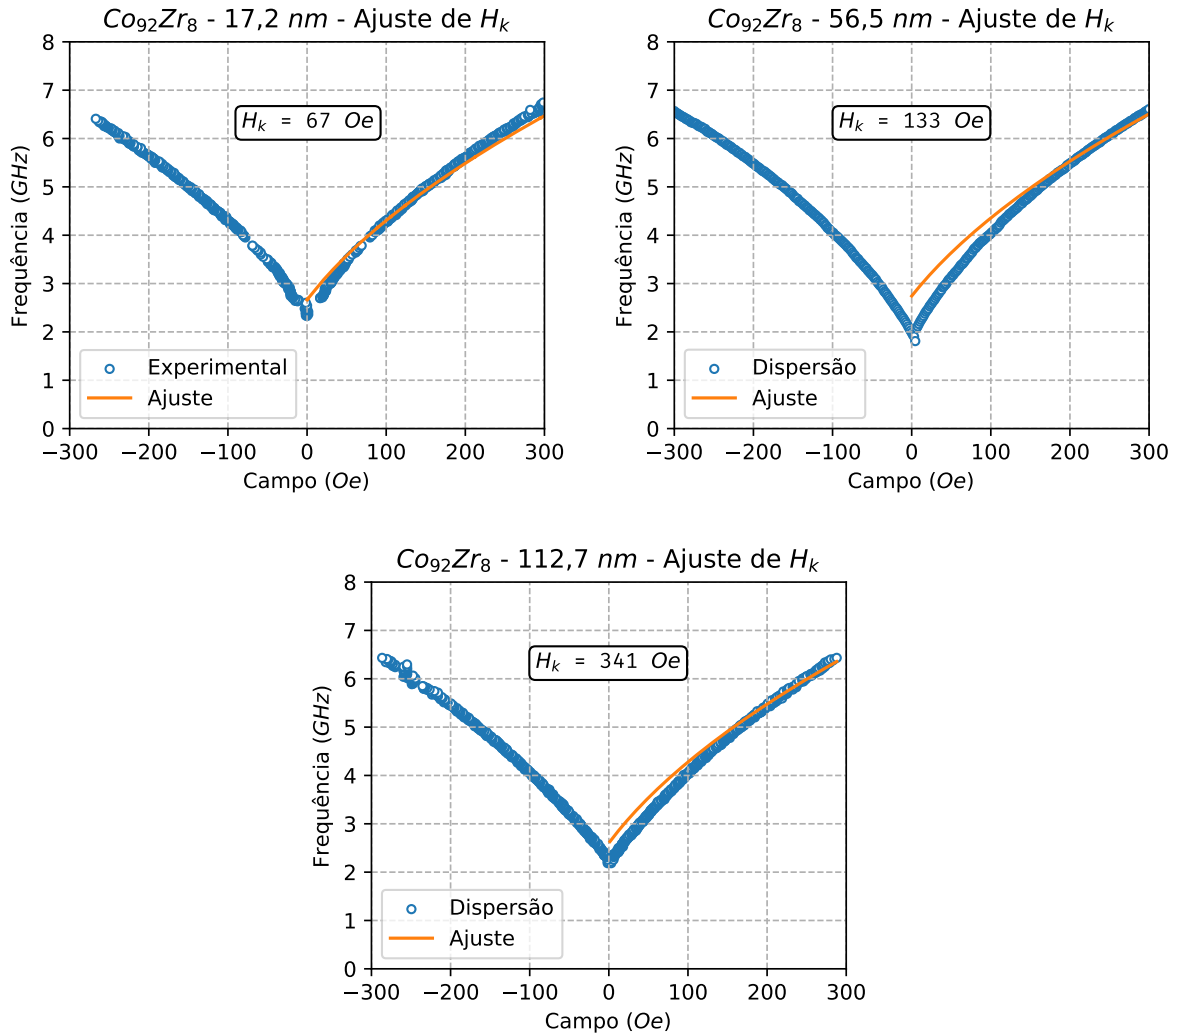 Co₉₂Zr₈ - 17,2 nm - Ajuste de Hₖ
8
7
6
5
4
3
2
1
0
Frequência (GHz)
Hₖ = 67 Oe
Experimental
Ajuste
−300 −200 −100 0 100 200 300
Campo (Oe)
Co₉₂Zr₈ - 56,5 nm - Ajuste de Hₖ
8
7
6
5
4
3
2
1
0
Frequência (GHz)
Hₖ = 133 Oe
Dispersão
Ajuste
−300 −200 −100 0 100 200 300
Campo (Oe)
Co₉₂Zr₈ - 112,7 nm - Ajuste de Hₖ
8
7
6
5
4
3
2
1
0
Frequência (GHz)
Hₖ = 341 Oe
Dispersão
Ajuste
−300 −200 −100 0 100 200 300
Campo (Oe)